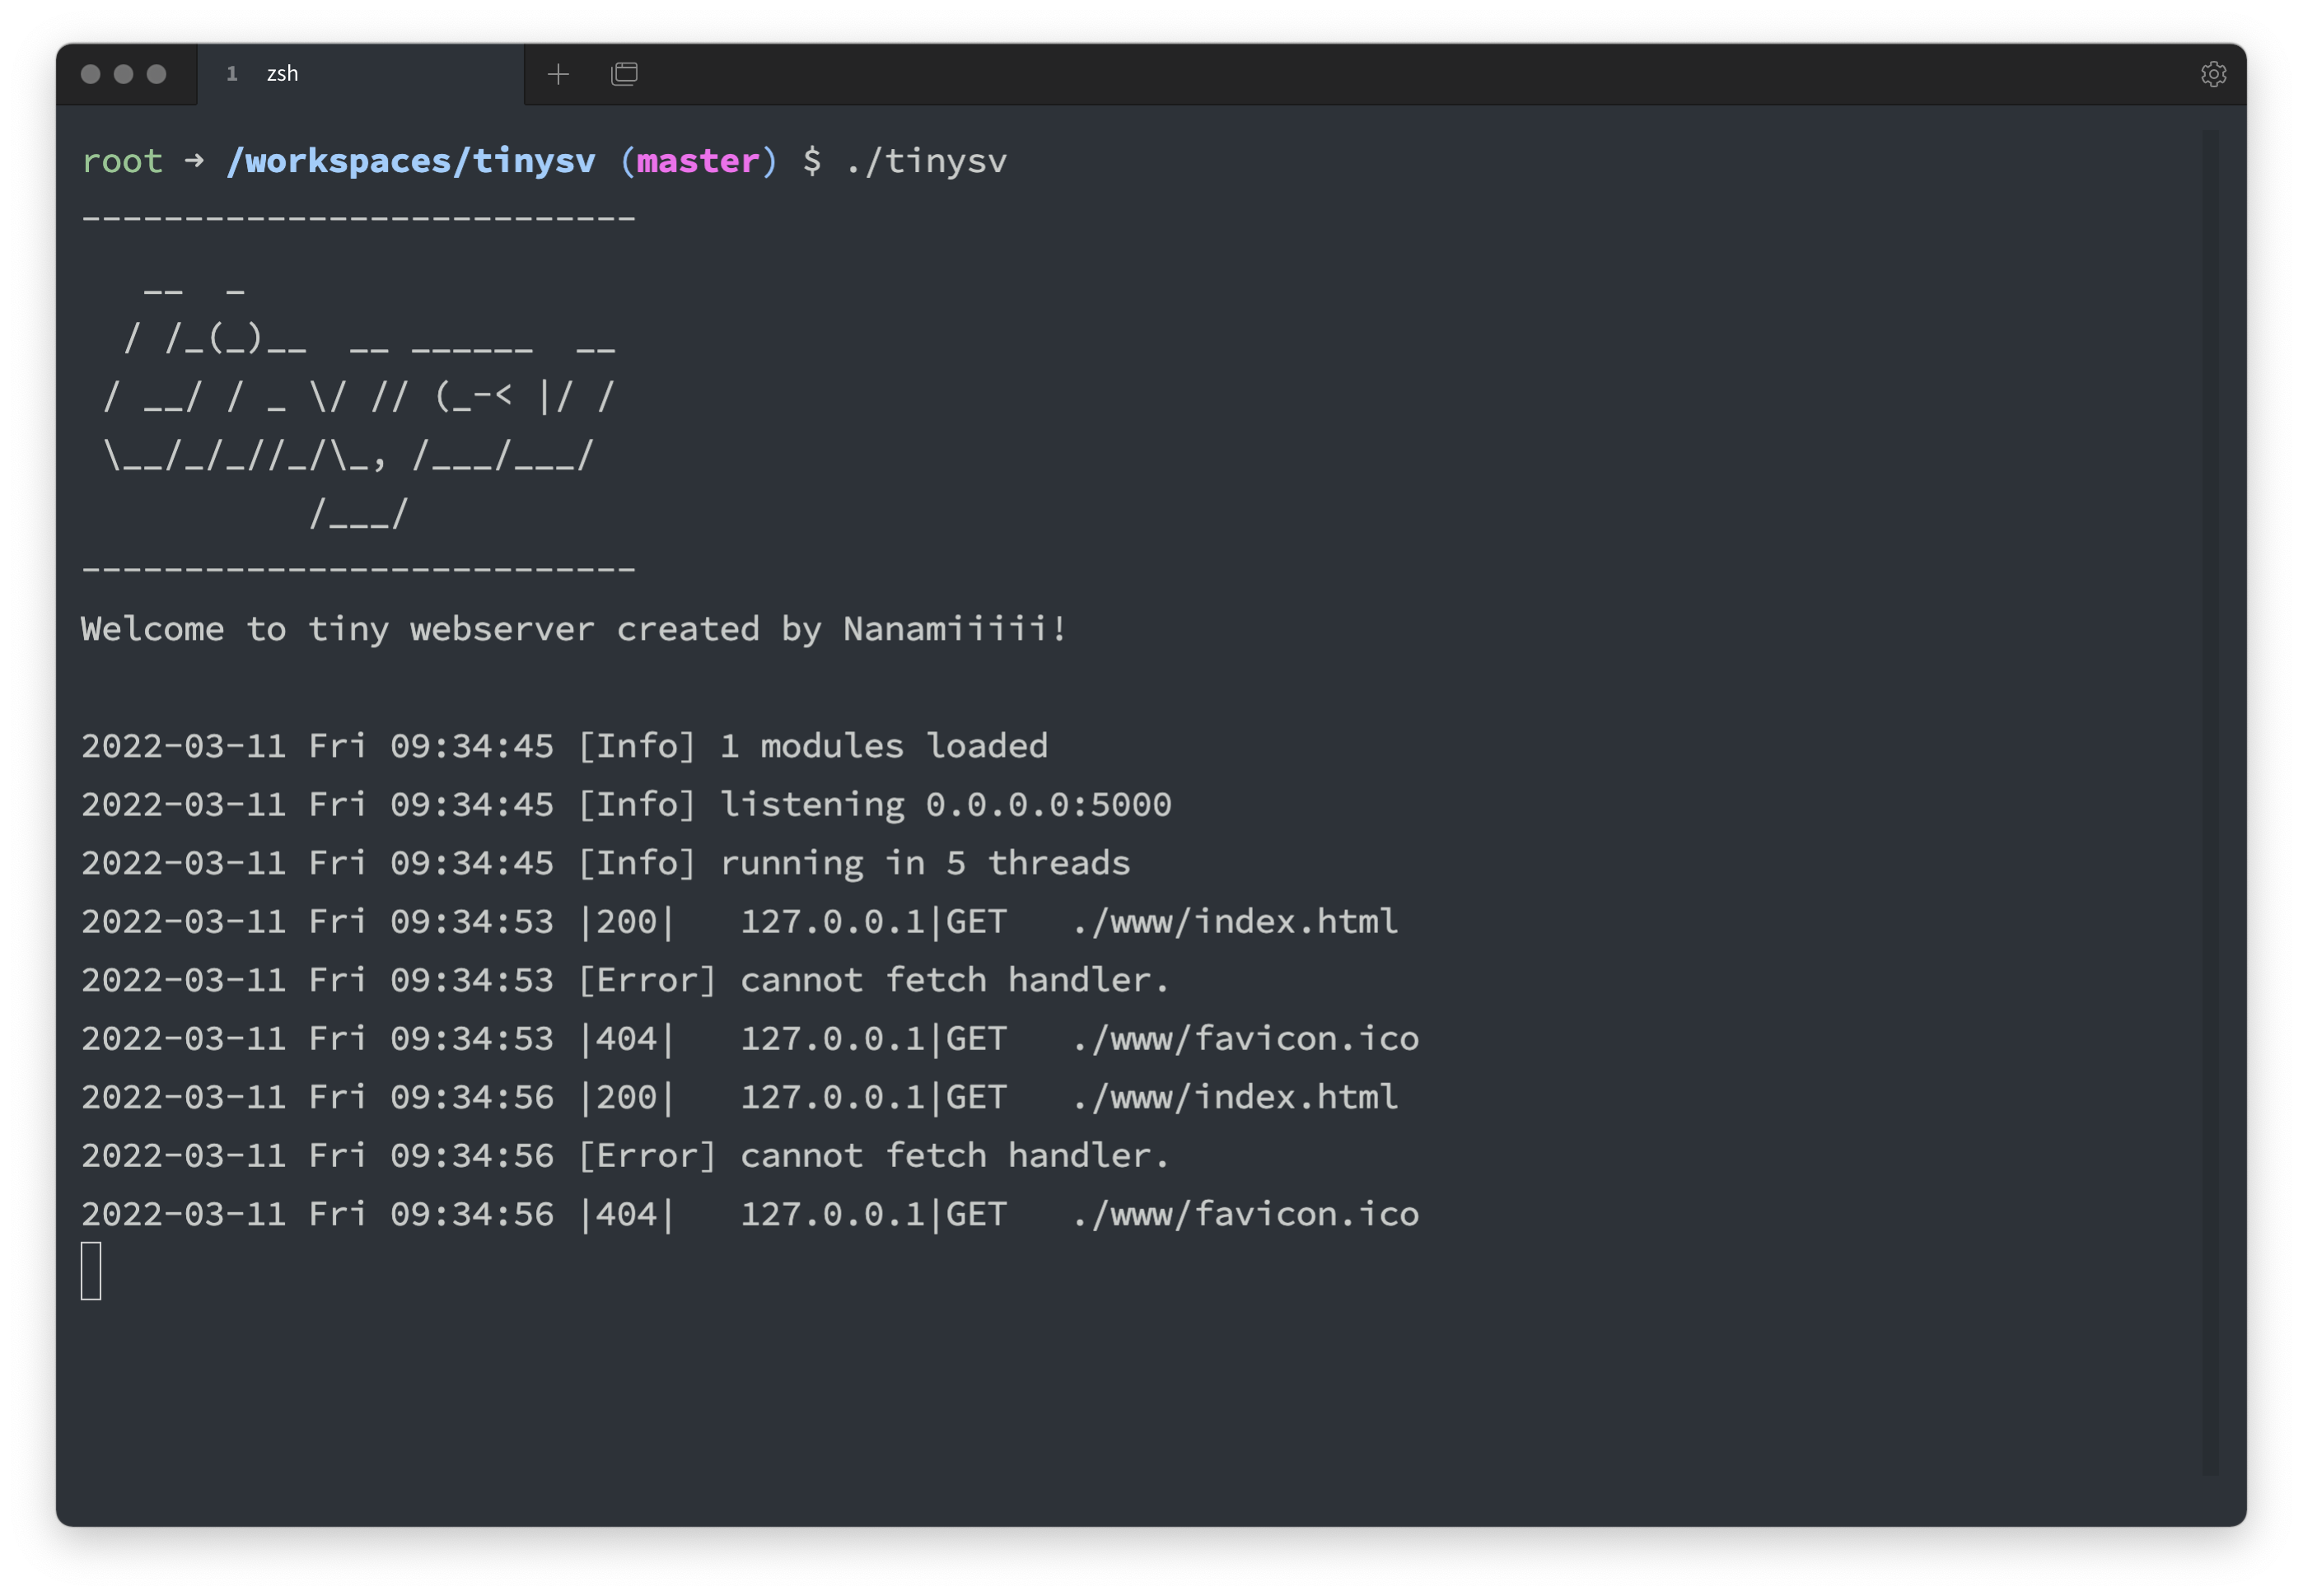 1 zsh
root → /workspaces/tinysv (master) $ ./tinysv
---------------------------
   __  _
  / /_(_)__  __ ______  __
 / __/ / _ \/ // (_-< |/ /
 \__/_/_//_/\_, /___/___/
           /___/
---------------------------
Welcome to tiny webserver created by Nanamiiiii!
2022-03-11 Fri 09:34:45 [Info] 1 modules loaded
2022-03-11 Fri 09:34:45 [Info] listening 0.0.0.0:5000
2022-03-11 Fri 09:34:45 [Info] running in 5 threads
2022-03-11 Fri 09:34:53 |200|   127.0.0.1|GET   ./www/index.html
2022-03-11 Fri 09:34:53 [Error] cannot fetch handler.
2022-03-11 Fri 09:34:53 |404|   127.0.0.1|GET   ./www/favicon.ico
2022-03-11 Fri 09:34:56 |200|   127.0.0.1|GET   ./www/index.html
2022-03-11 Fri 09:34:56 [Error] cannot fetch handler.
2022-03-11 Fri 09:34:56 |404|   127.0.0.1|GET   ./www/favicon.ico